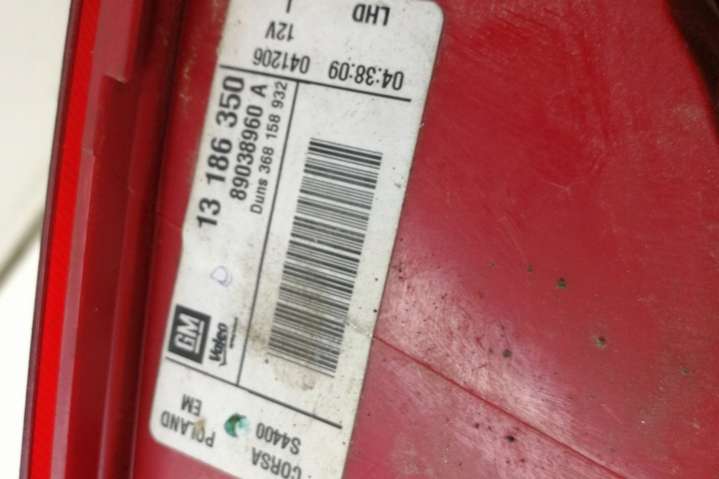 LHD
I
12V
041206
04:38:09
13 186 350
89038960 A
Duns 368 158 932
GM
Valeo
POLAND
EM
S4400
CORSA